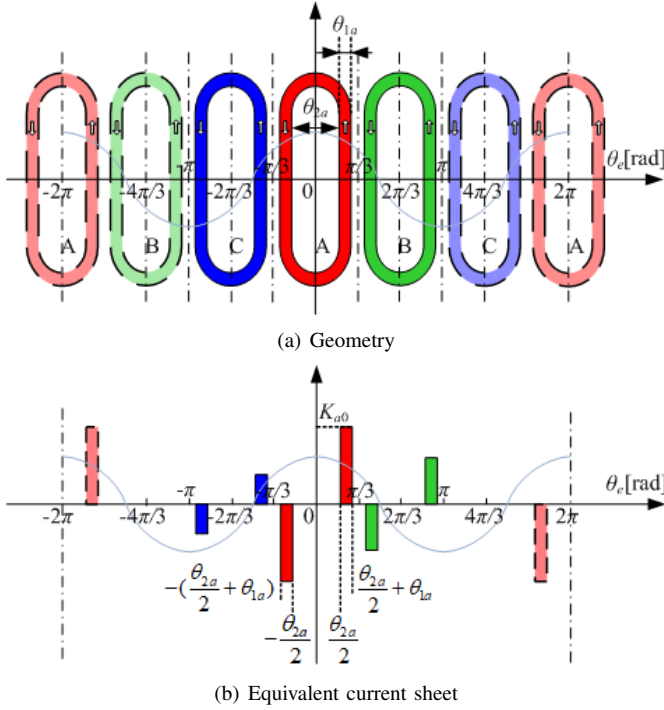 θ1a
θ2a
θe[rad]
-2π -4π/3 -π -2π/3 -π/3 0 π/3 2π/3 π 4π/3 2π
A B C A B C A
(a) Geometry
Ka0
θe[rad]
-2π -4π/3 -π -2π/3 -π/3 0 π/3 2π/3 π 4π/3 2π
-(θ2a/2 + θ1a) θ2a/2 + θ1a
-θ2a/2 θ2a/2
(b) Equivalent current sheet